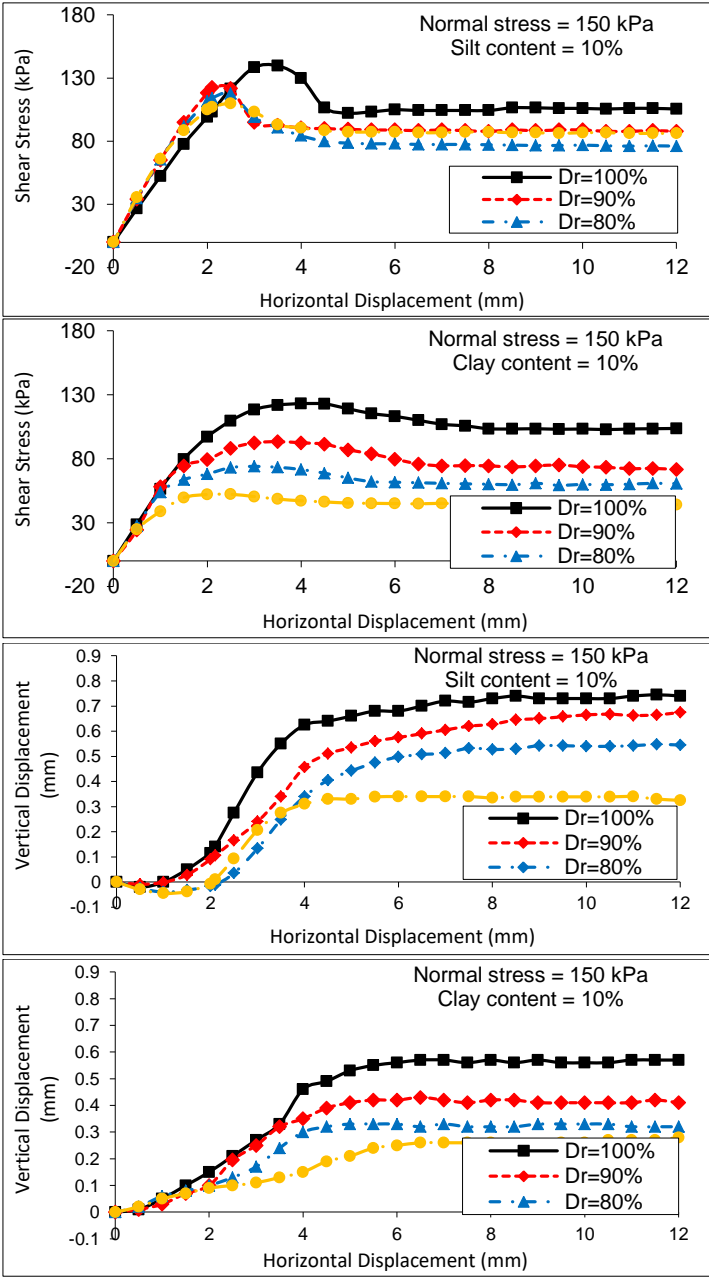 180
130
80
30
-20
Shear Stress (kPa)
Normal stress = 150 kPa
Silt content = 10%
Dr=100%
Dr=90%
Dr=80%
0 2 4 6 8 10 12
Horizontal Displacement (mm)
180
130
80
30
-20
Shear Stress (kPa)
Normal stress = 150 kPa
Clay content = 10%
Dr=100%
Dr=90%
Dr=80%
0 2 4 6 8 10 12
Horizontal Displacement (mm)
0.9
0.8
0.7
0.6
0.5
0.4
0.3
0.2
0.1
0
-0.1
Vertical Displacement
(mm)
Normal stress = 150 kPa
Silt content = 10%
Dr=100%
Dr=90%
Dr=80%
0 2 4 6 8 10 12
Horizontal Displacement (mm)
0.9
0.8
0.7
0.6
0.5
0.4
0.3
0.2
0.1
0
-0.1
Vertical Displacement
(mm)
Normal stress = 150 kPa
Clay content = 10%
Dr=100%
Dr=90%
Dr=80%
0 2 4 6 8 10 12
Horizontal Displacement (mm)